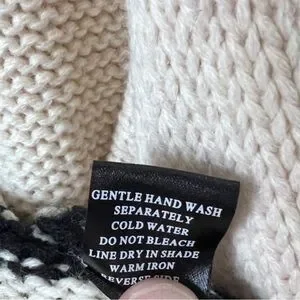 GENTLE HAND WASH
SEPARATELY
COLD WATER
DO NOT BLEACH
LINE DRY IN SHADE
WARM IRON
REVERSE SIDE